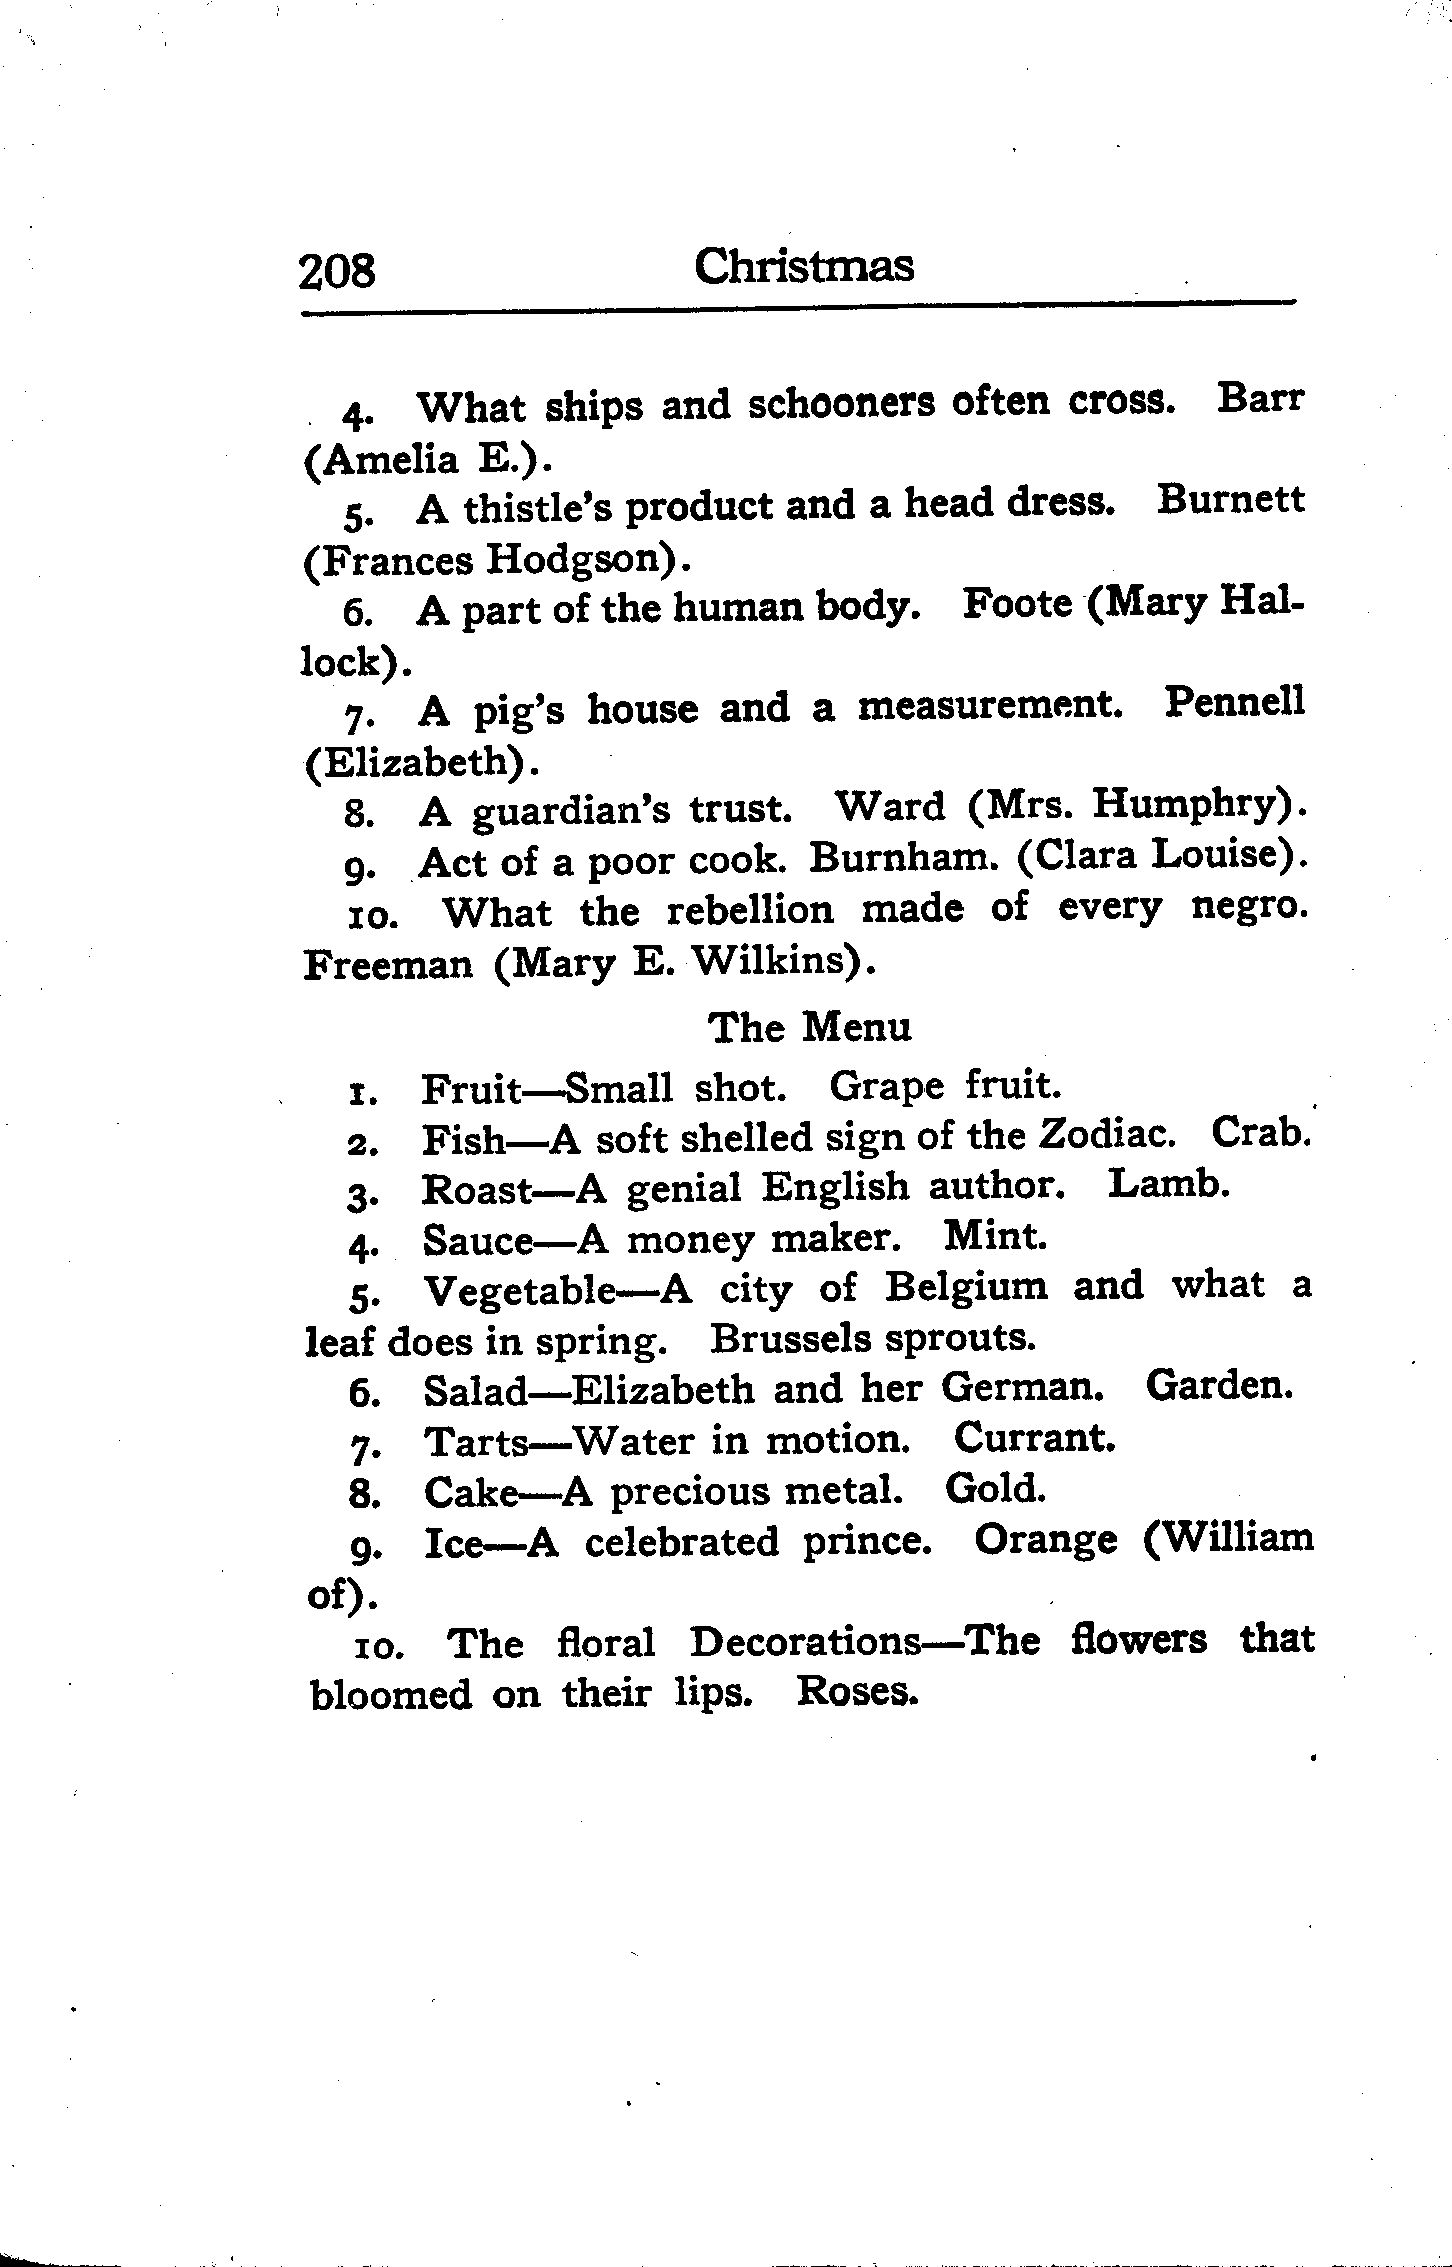 208 Christmas
4. What ships and schooners often cross. Barr
(Amelia E.).
5. A thistle's product and a head dress. Burnett
(Frances Hodgson).
6. A part of the human body. Foote (Mary Hal-
lock).
7. A pig's house and a measurement. Pennell
(Elizabeth).
8. A guardian's trust. Ward (Mrs. Humphry).
9. Act of a poor cook. Burnham. (Clara Louise).
10. What the rebellion made of every negro.
Freeman (Mary E. Wilkins).
The Menu
1. Fruit—Small shot. Grape fruit.
2. Fish—A soft shelled sign of the Zodiac. Crab.
3. Roast—A genial English author. Lamb.
4. Sauce—A money maker. Mint.
5. Vegetable—A city of Belgium and what a
leaf does in spring. Brussels sprouts.
6. Salad—Elizabeth and her German. Garden.
7. Tarts—Water in motion. Currant.
8. Cake—A precious metal. Gold.
9. Ice—A celebrated prince. Orange (William
of).
10. The floral Decorations—The flowers that
bloomed on their lips. Roses.